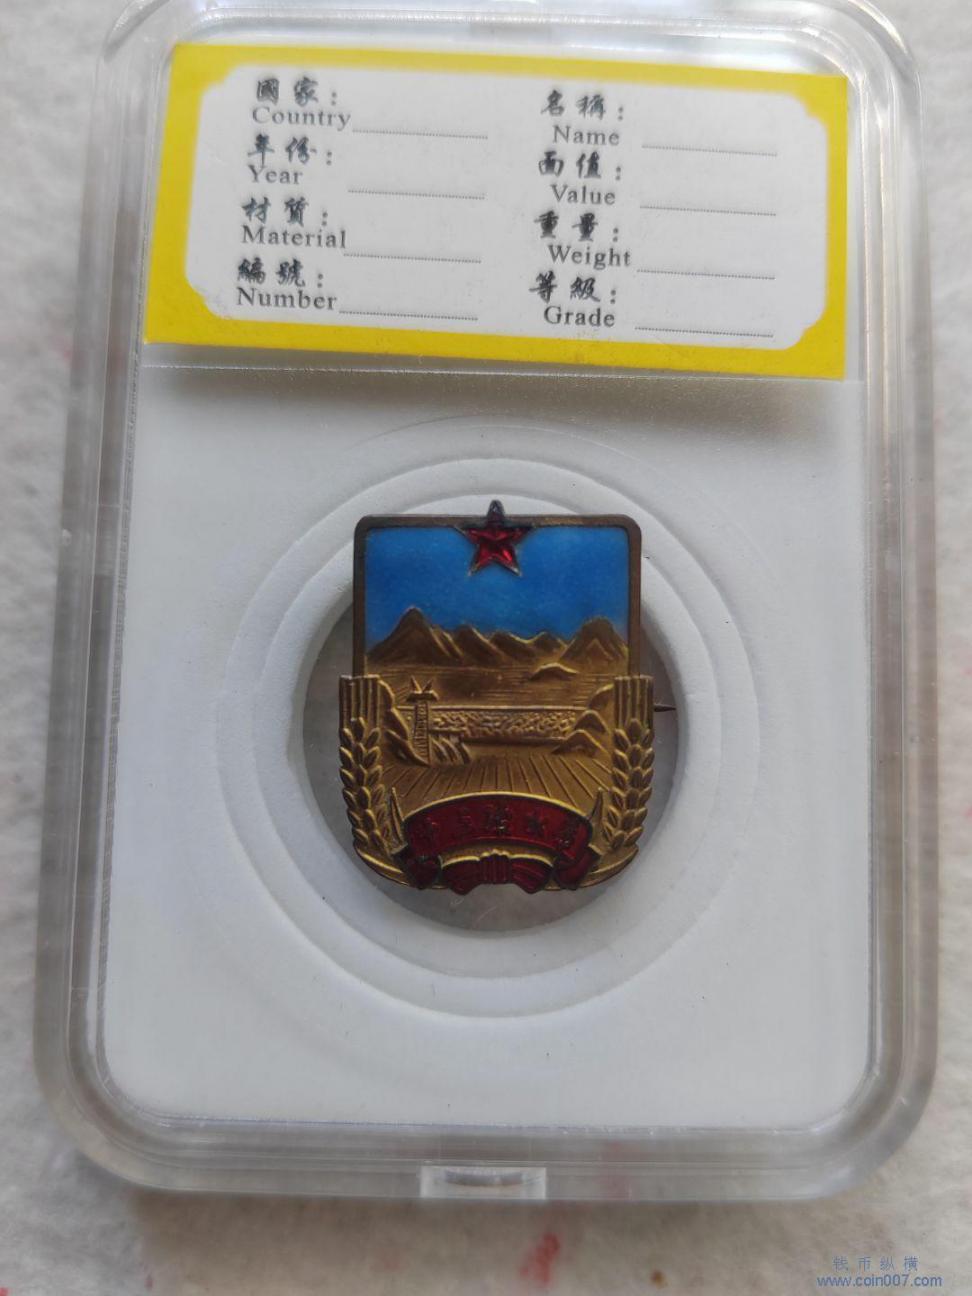 國家:
Country
年份:
Year
材質:
Material
編號:
Number
名稱:
Name
面值:
Value
重量:
Weight
等級:
Grade
钱币纵横
www.coin007.com